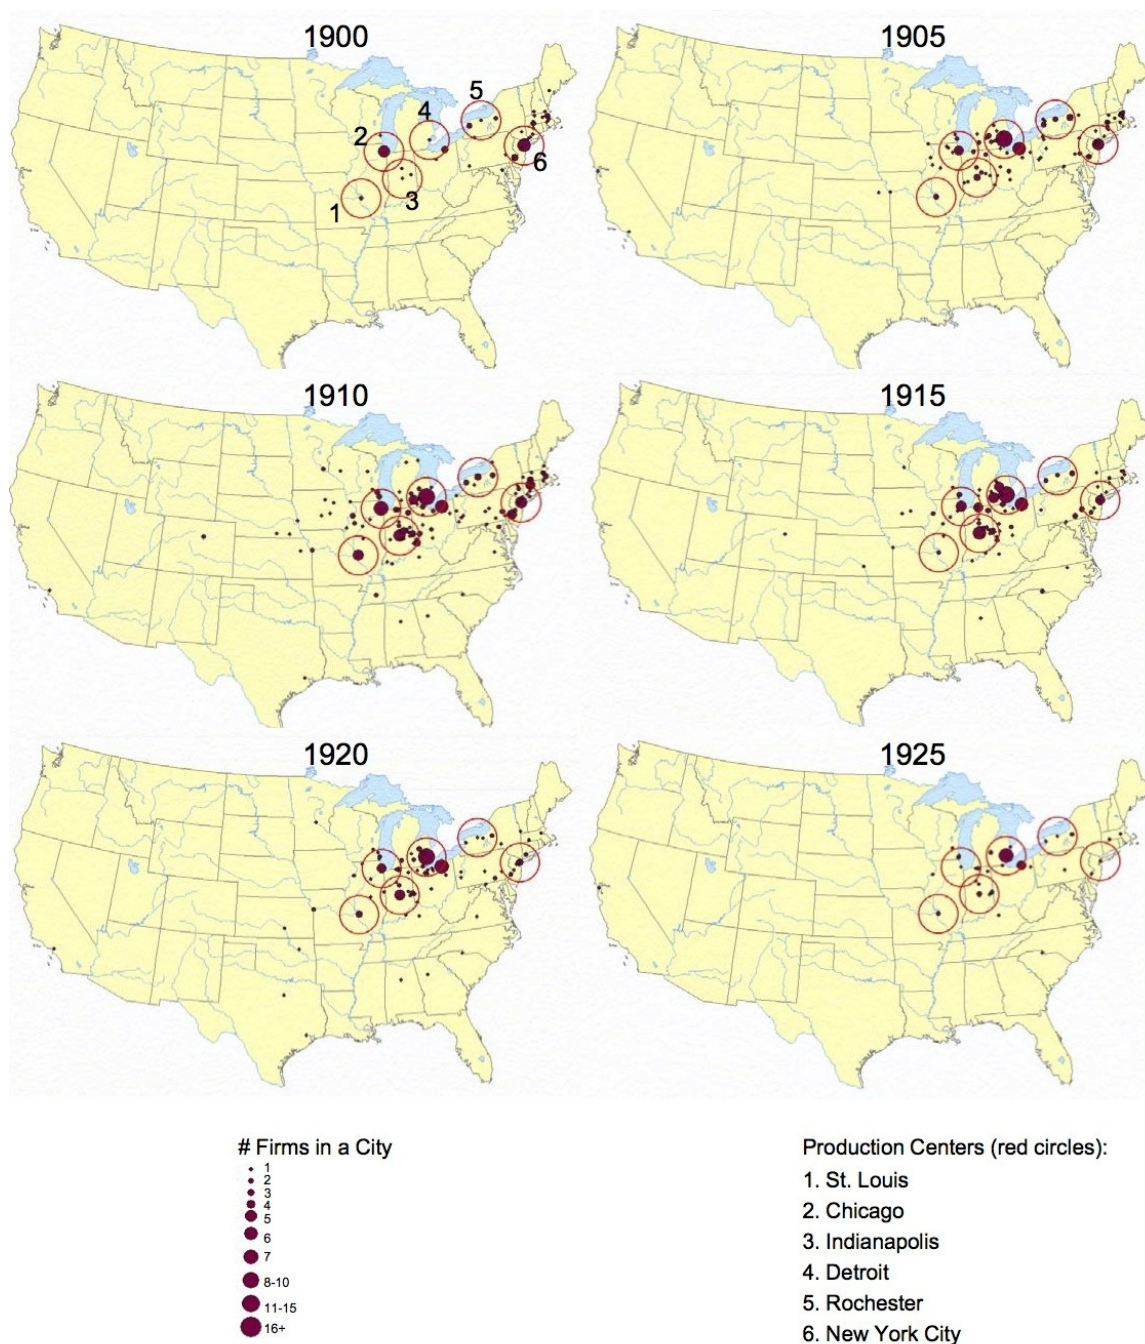 1900
1905
5
4
2
6
3
1
1910
1915
1920
1925
# Firms in a City
1
2
3
4
5
6
7
8-10
11-15
16+
Production Centers (red circles):
1. St. Louis
2. Chicago
3. Indianapolis
4. Detroit
5. Rochester
6. New York City